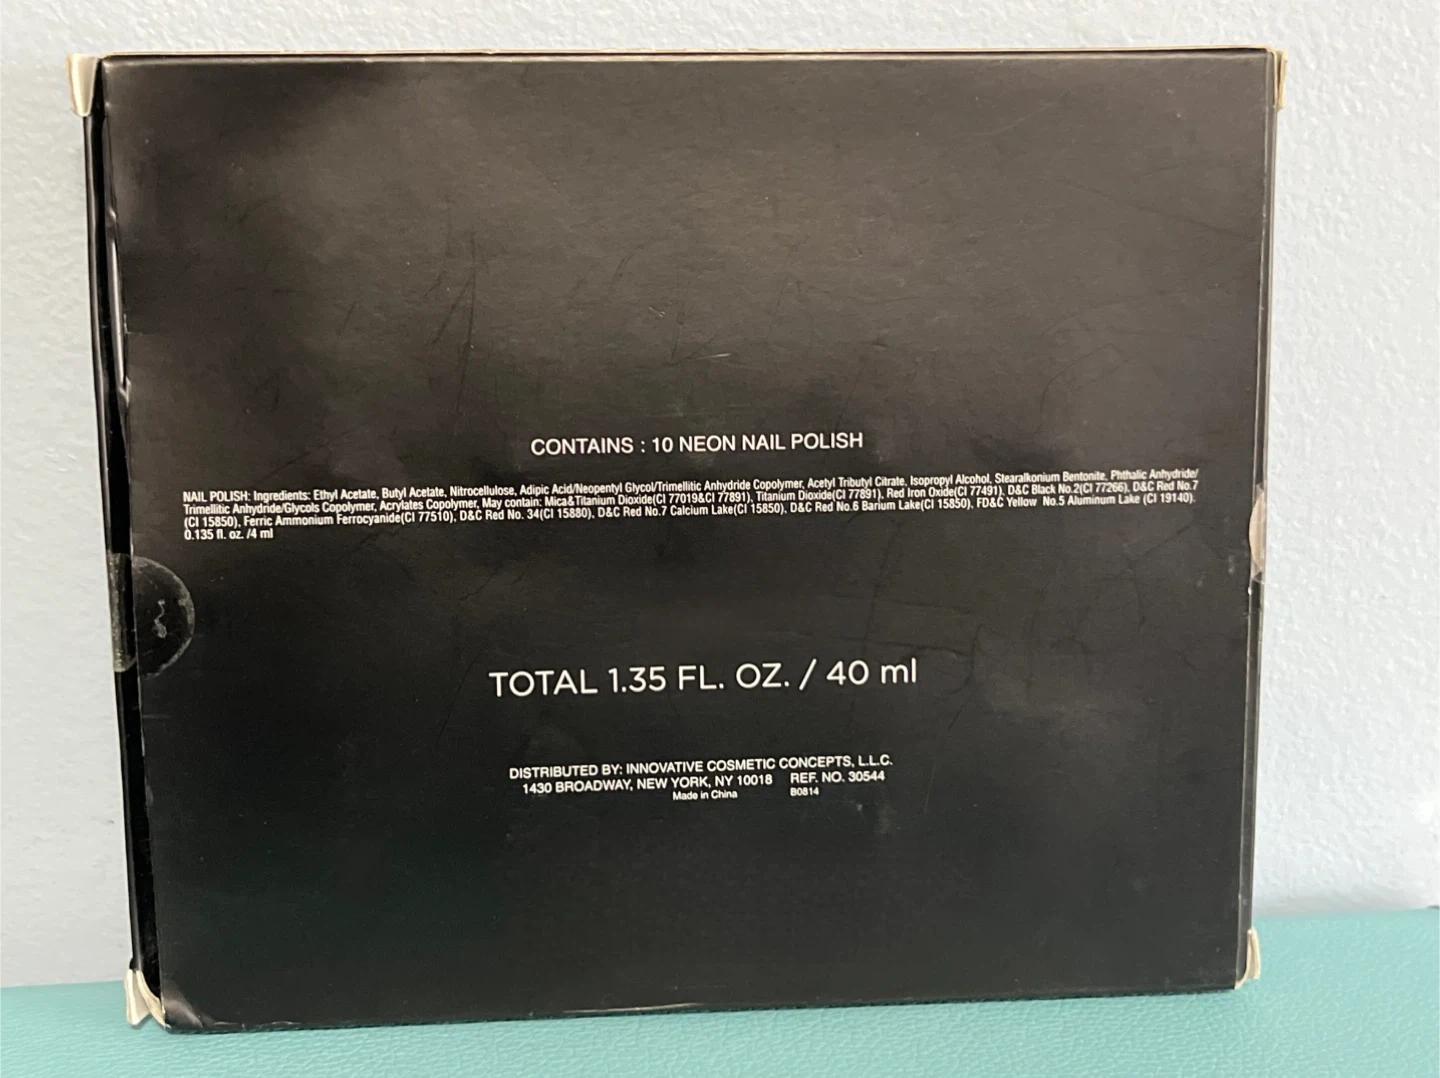 CONTAINS : 10 NEON NAIL POLISH
NAIL POLISH: Ingredients: Ethyl Acetate, Butyl Acetate, Nitrocellulose, Adipic Acid/Neopentyl Glycol/Trimellitic Anhydride Copolymer, Acetyl Tributyl Citrate, Isopropyl Alcohol, Stearalkonium Bentonite, Phthalic Anhydride/
Trimellitic Anhydride/Glycols Copolymer, Acrylates Copolymer, May contain: Mica&Titanium Dioxide(CI 77019&CI 77891), Titanium Dioxide(CI 77891), Red Iron Oxide(CI 77491), D&C Black No.2(CI 77266), D&C Red No.7
(CI 15850), Ferric Ammonium Ferrocyanide(CI 77510), D&C Red No. 34(CI 15880), D&C Red No.7 Calcium Lake(CI 15850), D&C Red No.6 Barium Lake(CI 15850), FD&C Yellow No.5 Aluminum Lake (CI 19140).
0.135 fl. oz. /4 ml
TOTAL 1.35 FL. OZ. / 40 ml
DISTRIBUTED BY: INNOVATIVE COSMETIC CONCEPTS, L.L.C.
1430 BROADWAY, NEW YORK, NY 10018 REF. NO. 30544
Made in China B0814